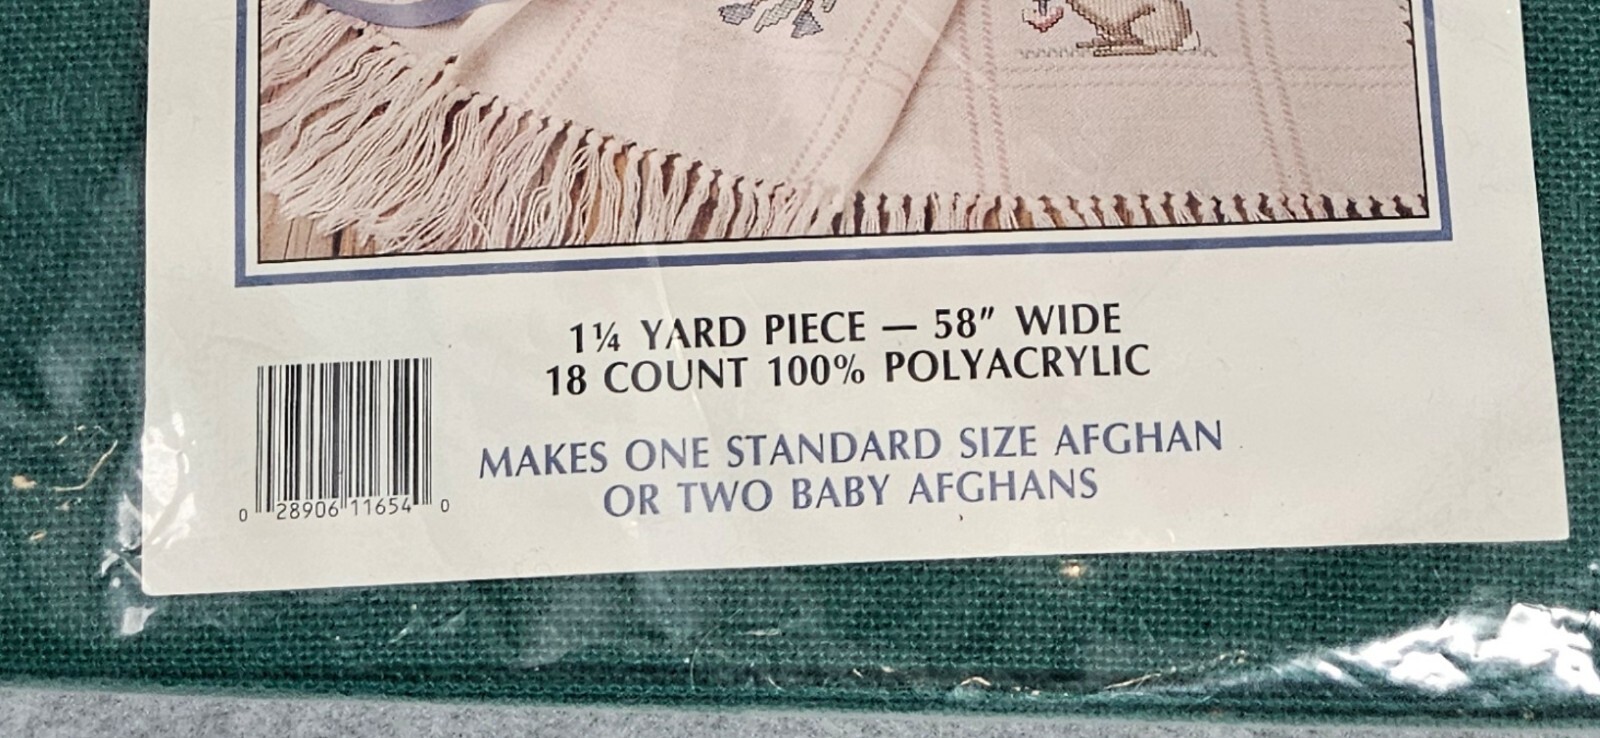 1¼ YARD PIECE — 58" WIDE
18 COUNT 100% POLYACRYLIC
MAKES ONE STANDARD SIZE AFGHAN
OR TWO BABY AFGHANS
0 28906 11654 0